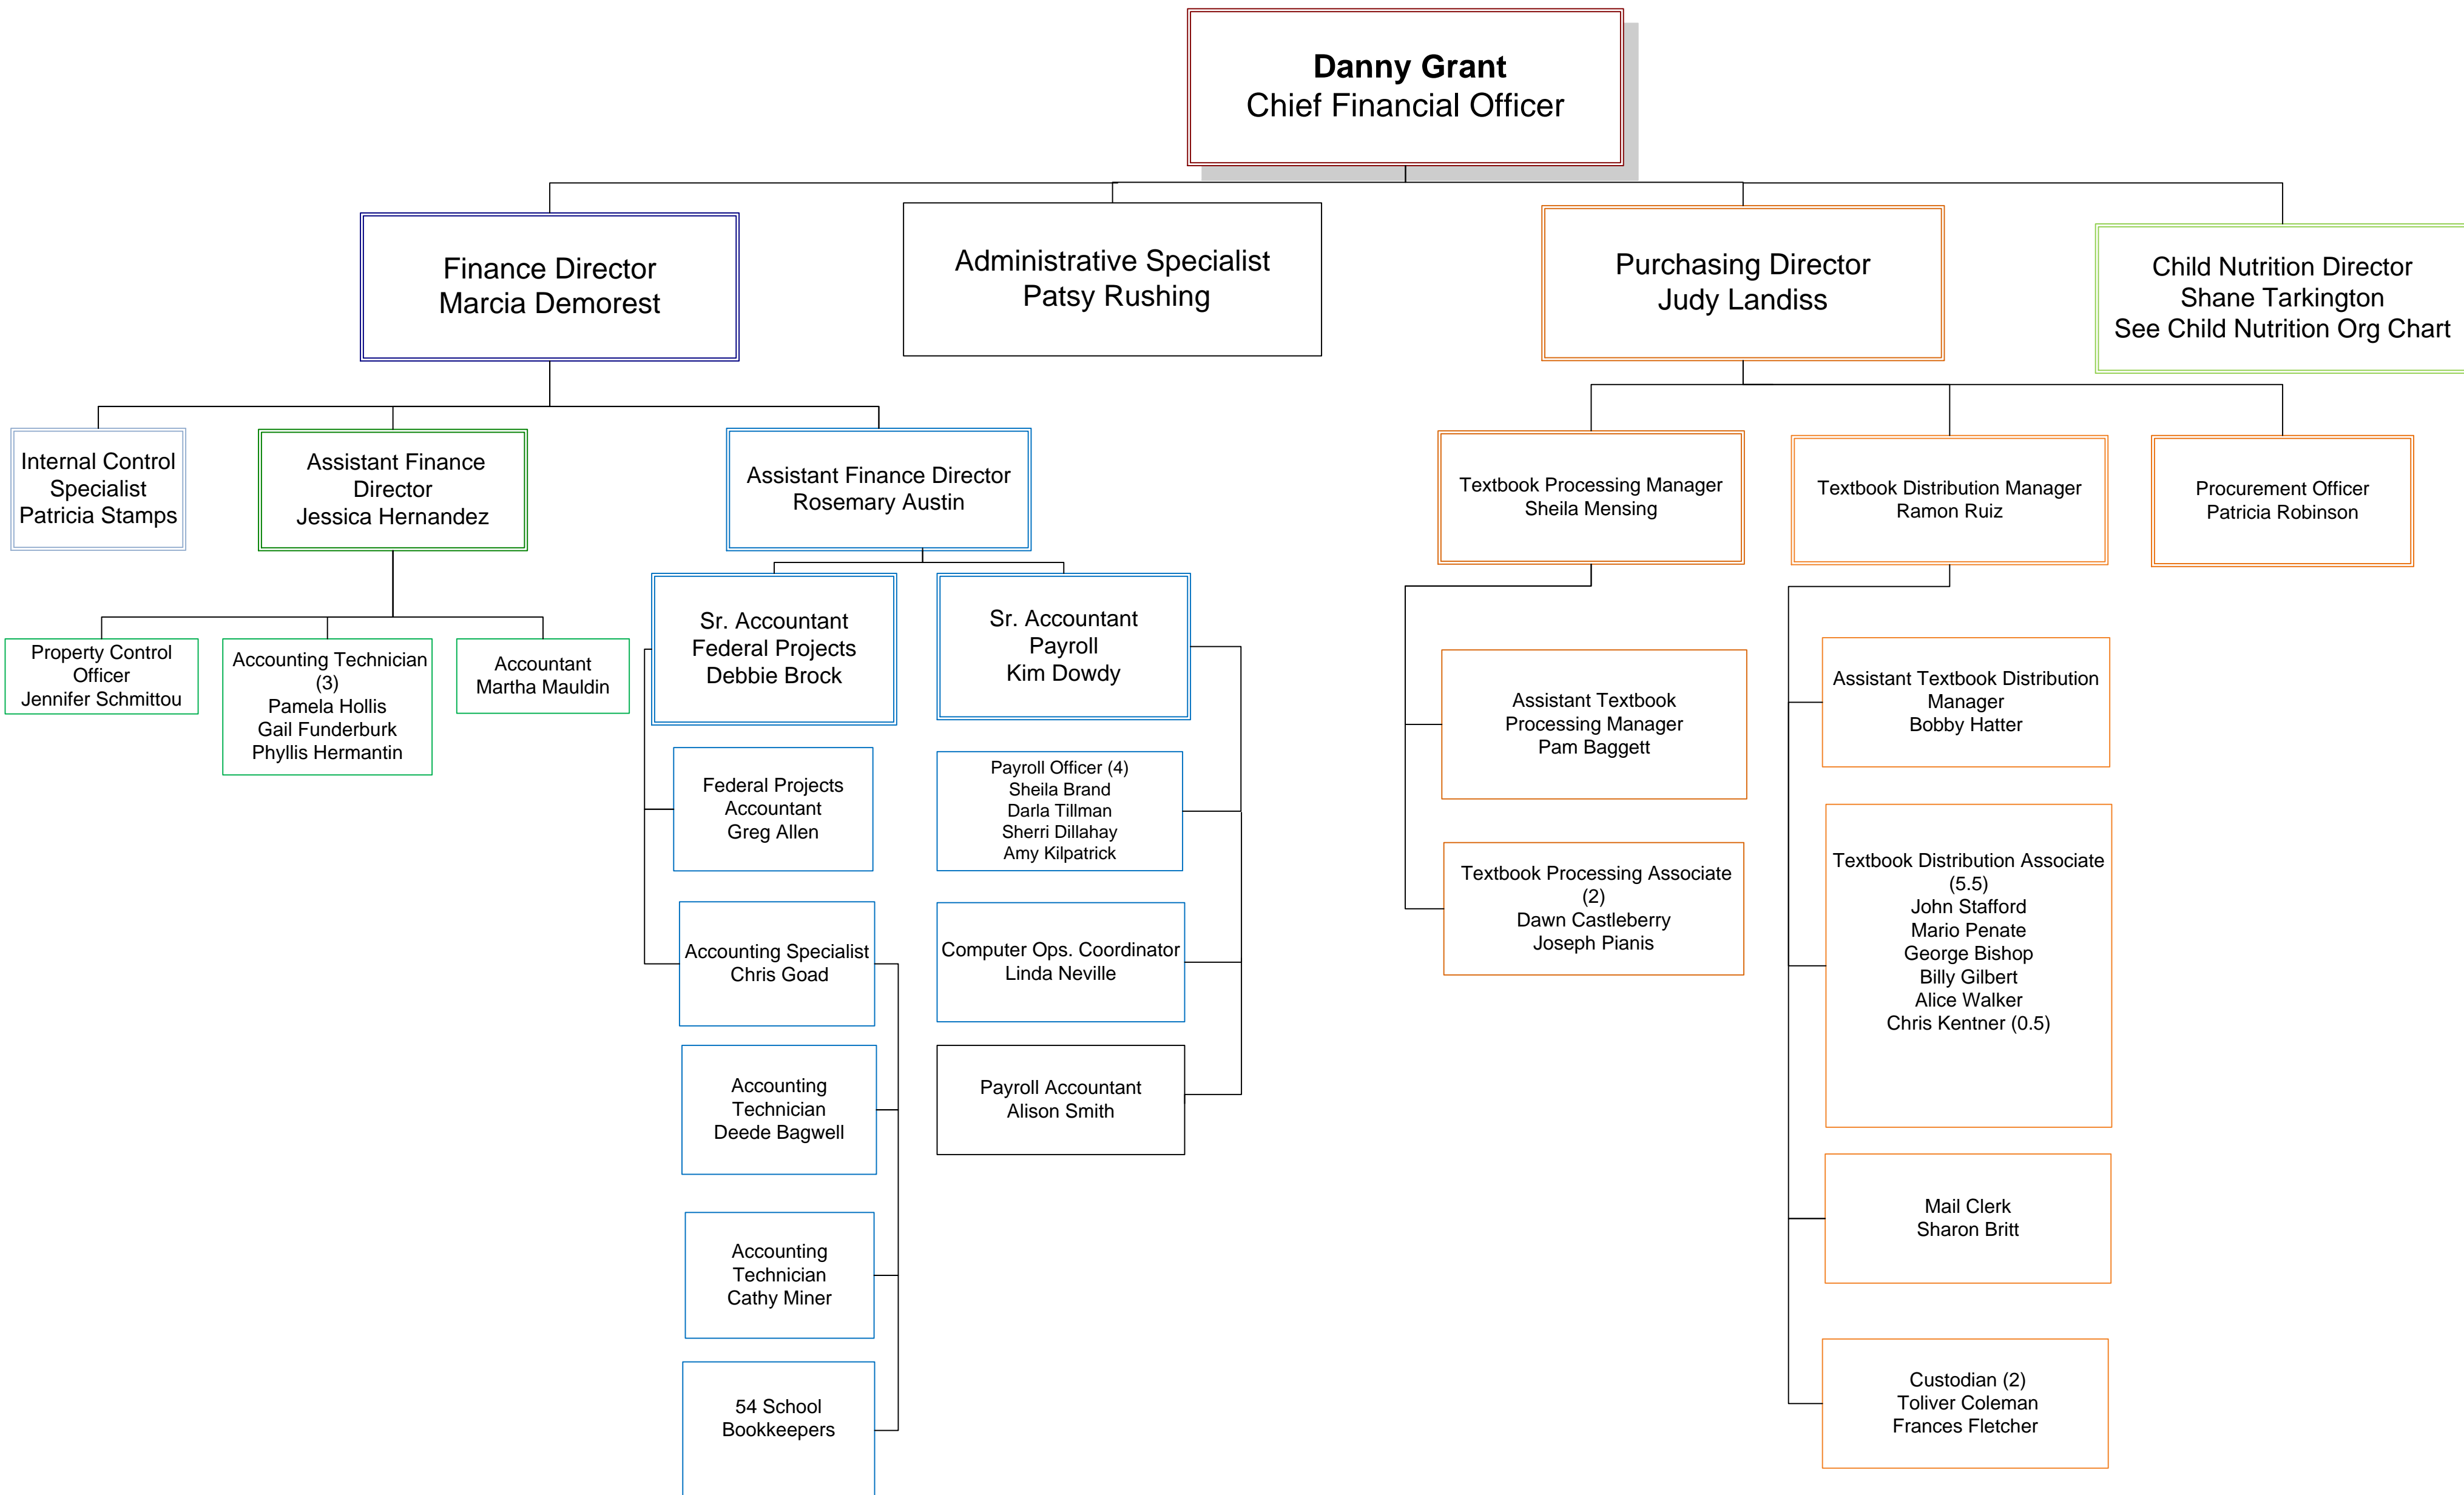 Danny Grant
Chief Financial Officer
Finance Director
Marcia Demorest
Administrative Specialist
Patsy Rushing
Purchasing Director
Judy Landiss
Child Nutrition Director
Shane Tarkington
See Child Nutrition Org Chart
Internal Control
Specialist
Patricia Stamps
Assistant Finance
Director
Jessica Hernandez
Assistant Finance Director
Rosemary Austin
Textbook Processing Manager
Sheila Mensing
Textbook Distribution Manager
Ramon Ruiz
Procurement Officer
Patricia Robinson
Property Control
Officer
Jennifer Schmittou
Accounting Technician
(3)
Pamela Hollis
Gail Funderburk
Phyllis Hermantin
Accountant
Martha Mauldin
Sr. Accountant
Federal Projects
Debbie Brock
Sr. Accountant
Payroll
Kim Dowdy
Federal Projects
Accountant
Greg Allen
Payroll Officer (4)
Sheila Brand
Darla Tillman
Sherri Dillahay
Amy Kilpatrick
Accounting Specialist
Chris Goad
Computer Ops. Coordinator
Linda Neville
Accounting
Technician
Deede Bagwell
Payroll Accountant
Alison Smith
Accounting
Technician
Cathy Miner
54 School
Bookkeepers
Assistant Textbook
Processing Manager
Pam Baggett
Textbook Processing Associate
(2)
Dawn Castleberry
Joseph Pianis
Assistant Textbook Distribution
Manager
Bobby Hatter
Textbook Distribution Associate
(5.5)
John Stafford
Mario Penate
George Bishop
Billy Gilbert
Alice Walker
Chris Kentner (0.5)
Mail Clerk
Sharon Britt
Custodian (2)
Toliver Coleman
Frances Fletcher